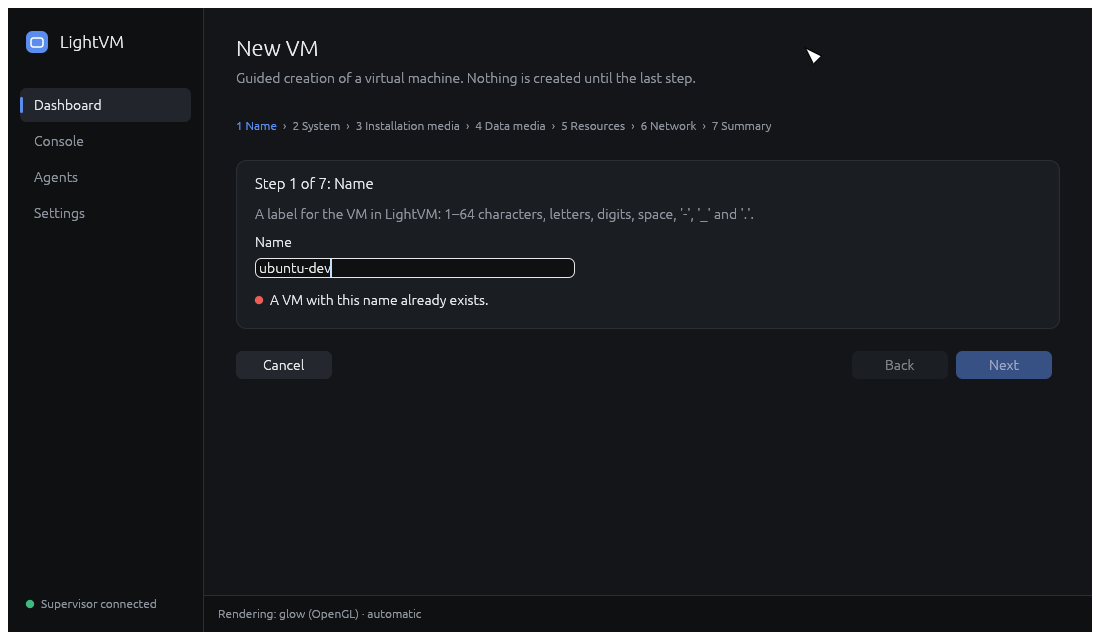 LightVM
Dashboard
Console
Agents
Settings
Supervisor connected
New VM
Guided creation of a virtual machine. Nothing is created until the last step.
1 Name › 2 System › 3 Installation media › 4 Data media › 5 Resources › 6 Network › 7 Summary
Step 1 of 7: Name
A label for the VM in LightVM: 1–64 characters, letters, digits, space, '-', '_' and '.'.
Name
ubuntu-dev
A VM with this name already exists.
Cancel
Back
Next
Rendering: glow (OpenGL) · automatic